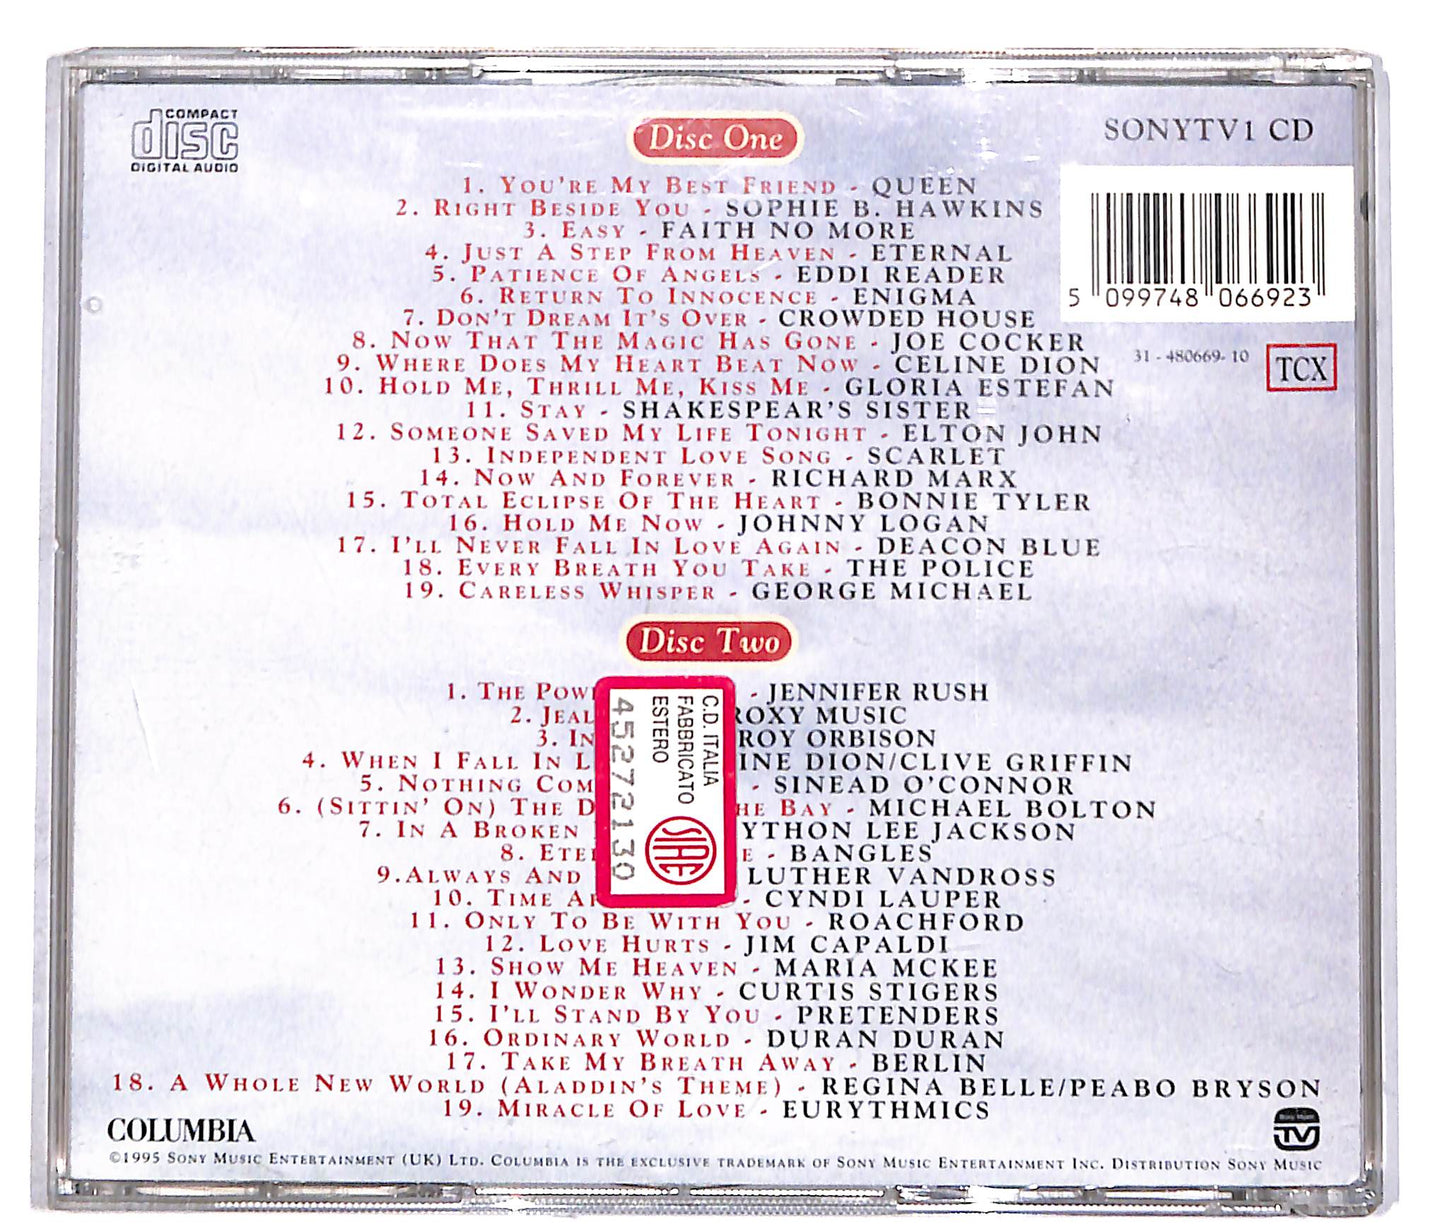 COMPACT
disc
DIGITAL AUDIO
Disc One
SONYTV1 CD
1. YOU'RE MY BEST FRIEND - QUEEN
2. RIGHT BESIDE YOU - SOPHIE B. HAWKINS
3. EASY - FAITH NO MORE
4. JUST A STEP FROM HEAVEN - ETERNAL
5. PATIENCE OF ANGELS - EDDI READER
6. RETURN TO INNOCENCE - ENIGMA
7. DON'T DREAM IT'S OVER - CROWDED HOUSE
8. NOW THAT THE MAGIC HAS GONE - JOE COCKER
9. WHERE DOES MY HEART BEAT NOW - CELINE DION
10. HOLD ME, THRILL ME, KISS ME - GLORIA ESTEFAN
11. STAY - SHAKESPEAR'S SISTER
12. SOMEONE SAVED MY LIFE TONIGHT - ELTON JOHN
13. INDEPENDENT LOVE SONG - SCARLET
14. NOW AND FOREVER - RICHARD MARX
15. TOTAL ECLIPSE OF THE HEART - BONNIE TYLER
16. HOLD ME NOW - JOHNNY LOGAN
17. I'LL NEVER FALL IN LOVE AGAIN - DEACON BLUE
18. EVERY BREATH YOU TAKE - THE POLICE
19. CARELESS WHISPER - GEORGE MICHAEL
5 099748 066923
31 - 480669- 10
TCX
Disc Two
1. THE POW - JENNIFER RUSH
2. JEAL ROXY MUSIC
3. IN ROY ORBISON
4. WHEN I FALL IN L INE DION/CLIVE GRIFFIN
5. NOTHING COM - SINEAD O'CONNOR
6. (SITTIN' ON) THE D HE BAY - MICHAEL BOLTON
7. IN A BROKEN YTHON LEE JACKSON
8. ETE E - BANGLES
9.ALWAYS AND LUTHER VANDROSS
10. TIME AF - CYNDI LAUPER
11. ONLY TO BE WITH YOU - ROACHFORD
12. LOVE HURTS - JIM CAPALDI
13. SHOW ME HEAVEN - MARIA MCKEE
14. I WONDER WHY - CURTIS STIGERS
15. I'LL STAND BY YOU - PRETENDERS
16. ORDINARY WORLD - DURAN DURAN
17. TAKE MY BREATH AWAY - BERLIN
18. A WHOLE NEW WORLD (ALADDIN'S THEME) - REGINA BELLE/PEABO BRYSON
19. MIRACLE OF LOVE - EURYTHMICS
C.D. ITALIA
FABBRICATO
ESTERO
45272130
SIAE
COLUMBIA
Sony Music
TV
©1995 SONY MUSIC ENTERTAINMENT (UK) LTD. COLUMBIA IS THE EXCLUSIVE TRADEMARK OF SONY MUSIC ENTERTAINMENT INC. DISTRIBUTION SONY MUSIC